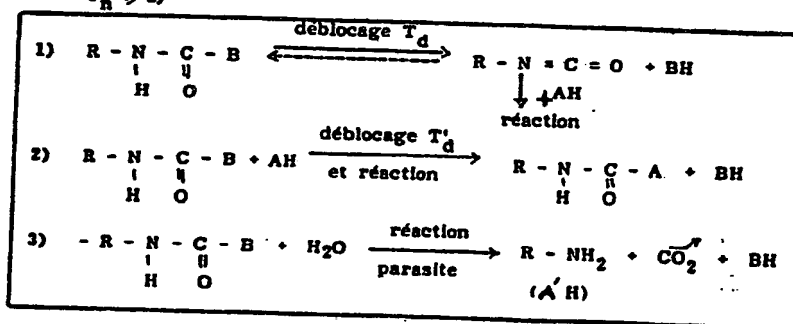 déblocage T_d
1) R - N - C - B R - N = C = O + BH
H O +AH
réaction
déblocage T'_d
2) R - N - C - B + AH R - N - C - A + BH
et réaction
H O H O
réaction
3) - R - N - C - B + H₂O R - NH₂ + CO₂ + BH
parasite
H O (A'H)